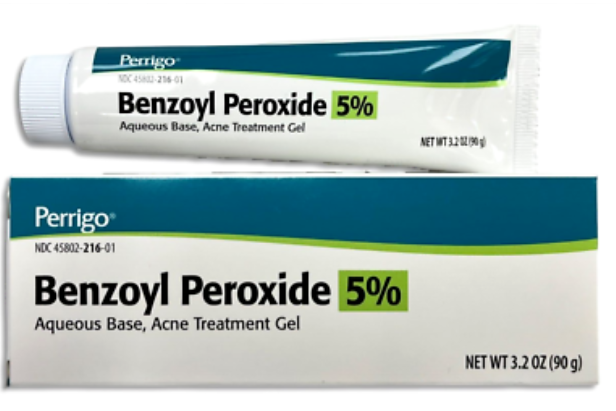 Perrigo®
NDC 45802-216-01
Benzoyl Peroxide 5%
Aqueous Base, Acne Treatment Gel
NET WT 3.2 OZ (90 g)
Perrigo®
NDC 45802-216-01
Benzoyl Peroxide 5%
Aqueous Base, Acne Treatment Gel
NET WT 3.2 OZ (90 g)